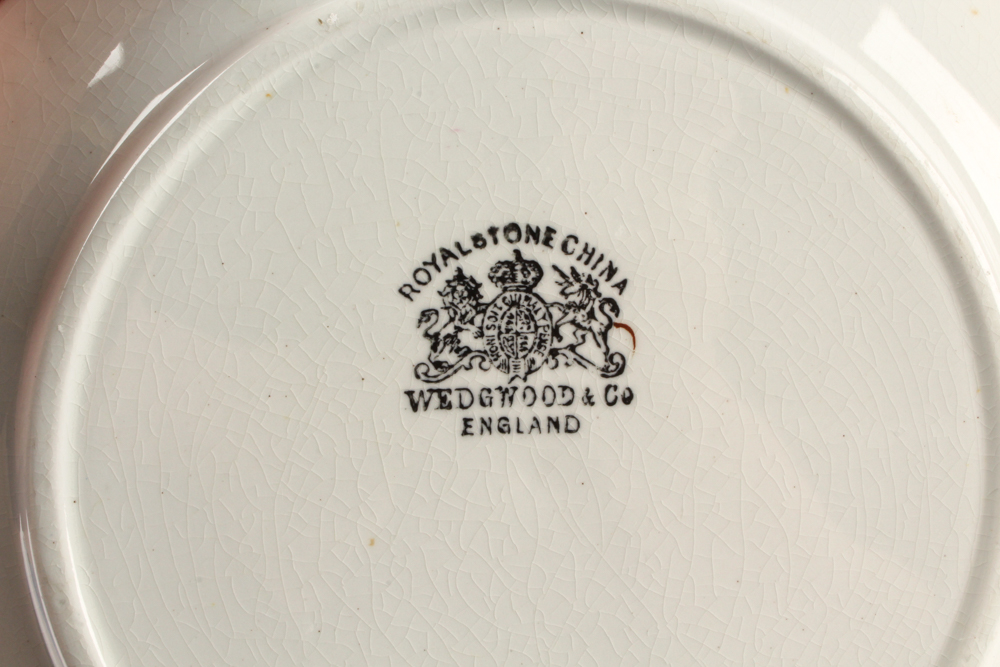 ROYAL STONE CHINA
WEDGWOOD & Co
ENGLAND